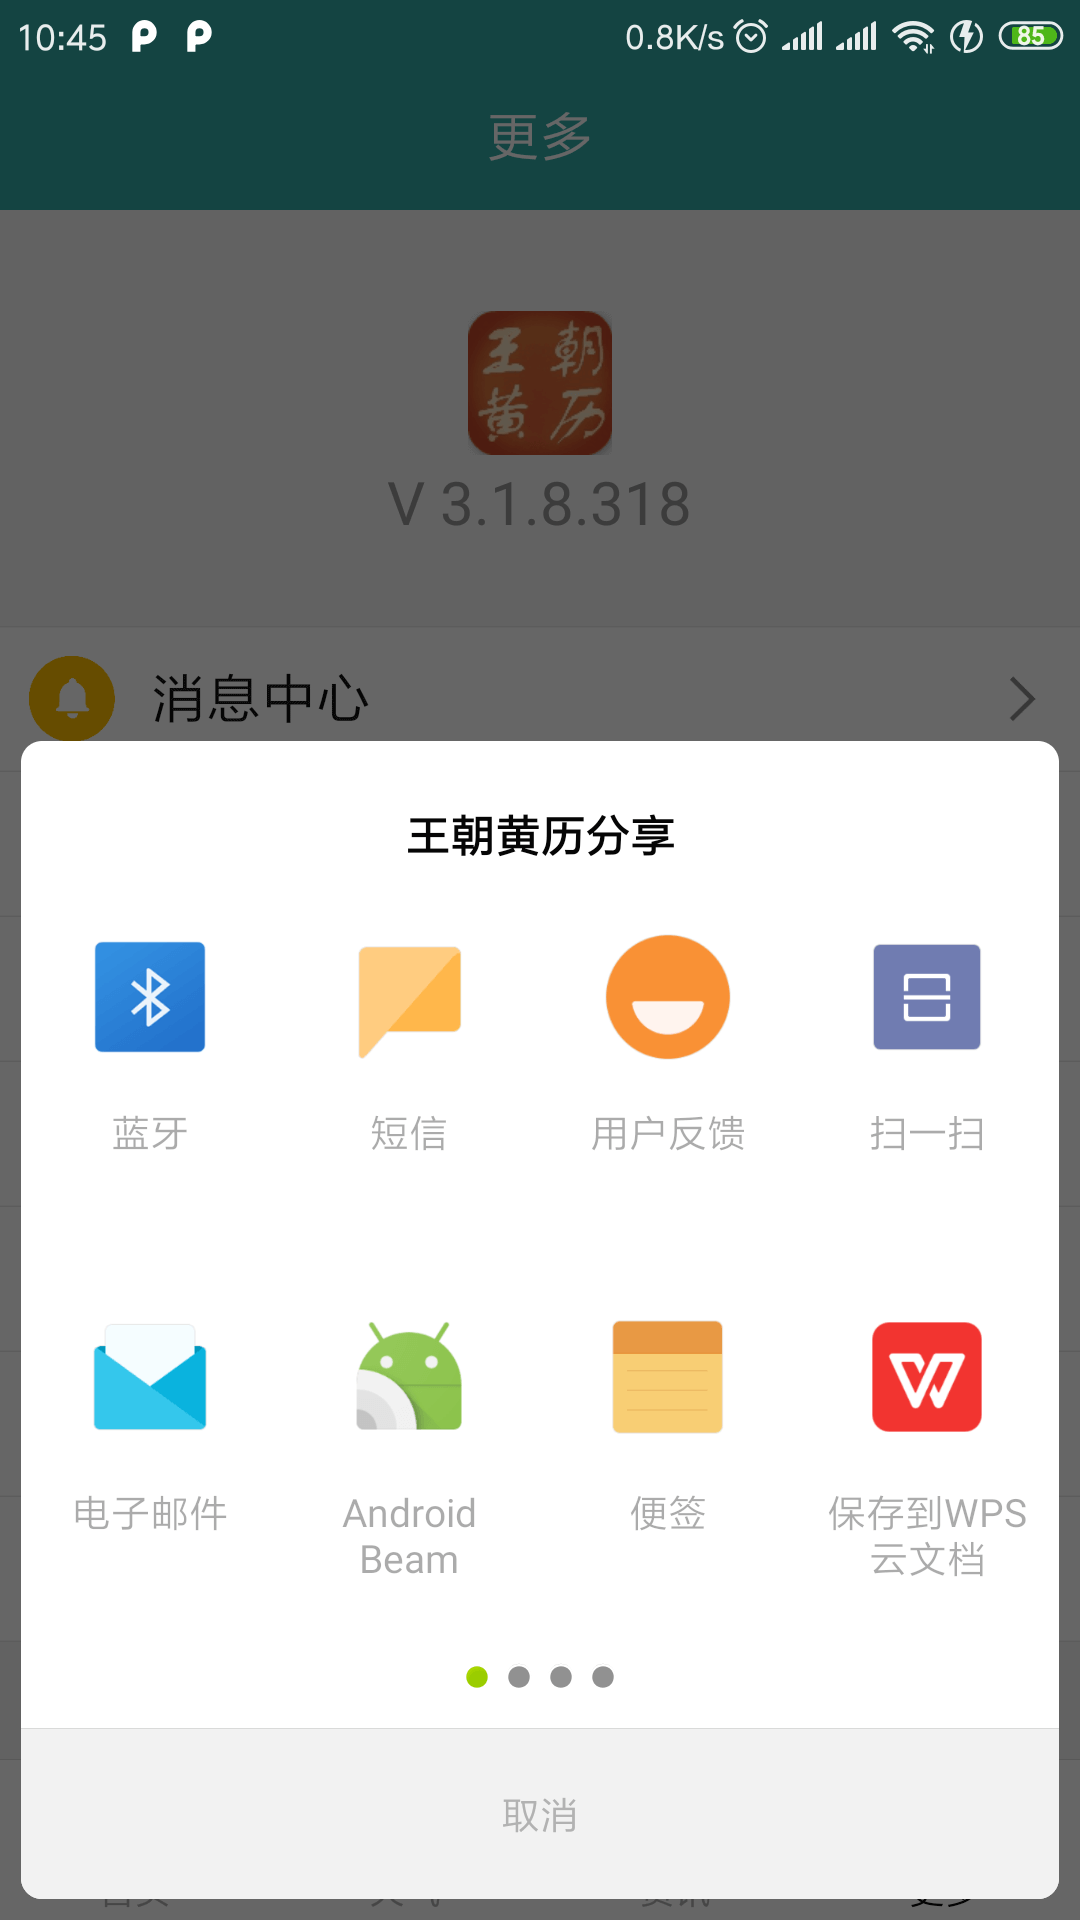 10:45
0.8K/s
85
更多
王朝
黄历
V 3.1.8.318
消息中心
王朝黄历分享
蓝牙
短信
用户反馈
扫一扫
电子邮件
Android
Beam
便签
保存到WPS
云文档
取消
更多